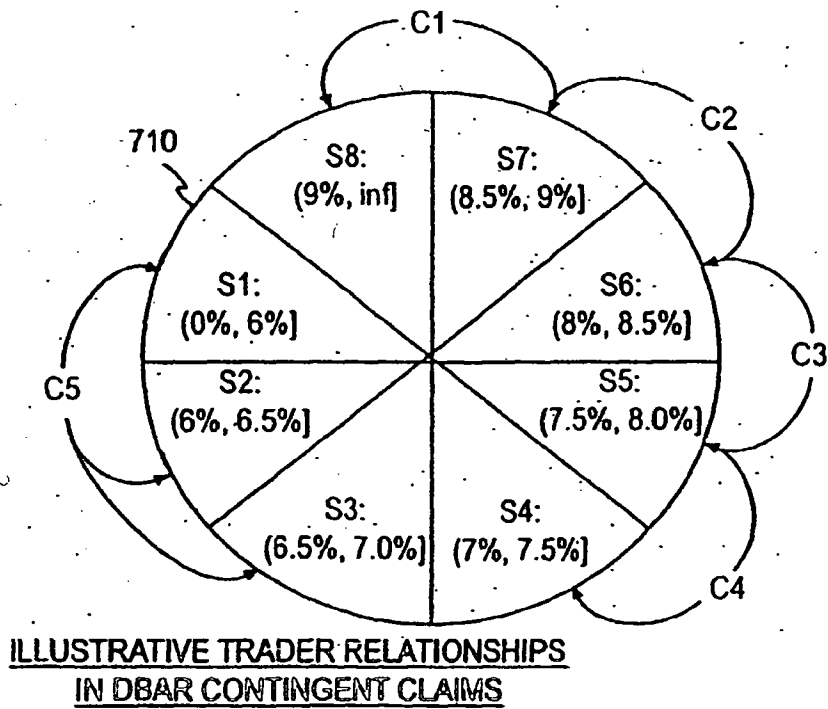 C1
710
C2
S8:
(9%, inf]
S7:
(8.5%, 9%]
S1:
(0%, 6%]
S6:
(8%, 8.5%]
C5
C3
S2:
(6%, 6.5%]
S5:
(7.5%, 8.0%]
S3:
(6.5%, 7.0%]
S4:
(7%, 7.5%]
C4
ILLUSTRATIVE TRADER RELATIONSHIPS
IN DBAR CONTINGENT CLAIMS